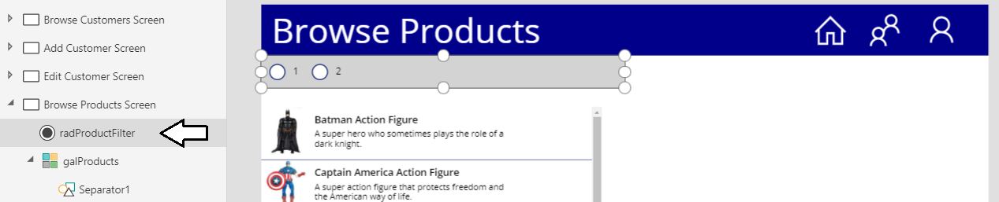 Browse Customers Screen
Add Customer Screen
Edit Customer Screen
Browse Products Screen
radProductFilter
galProducts
Separator1
Browse Products
1 2
Batman Action Figure
A super hero who sometimes plays the role of a
dark knight.
Captain America Action Figure
A super action figure that protects freedom and
the American way of life.